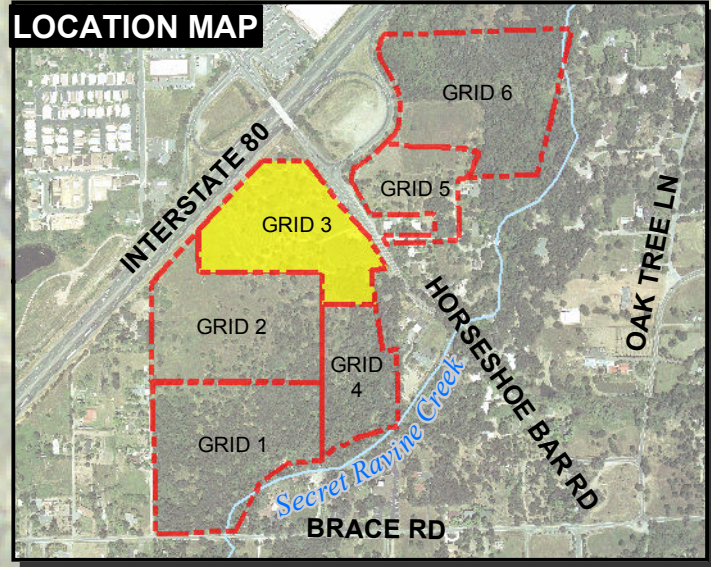 LOCATION MAP
GRID 6
INTERSTATE 80
GRID 5
GRID 3
OAK TREE LN
GRID 2
HORSESHOE BAR RD
GRID
4
GRID 1
Secret Ravine Creek
BRACE RD